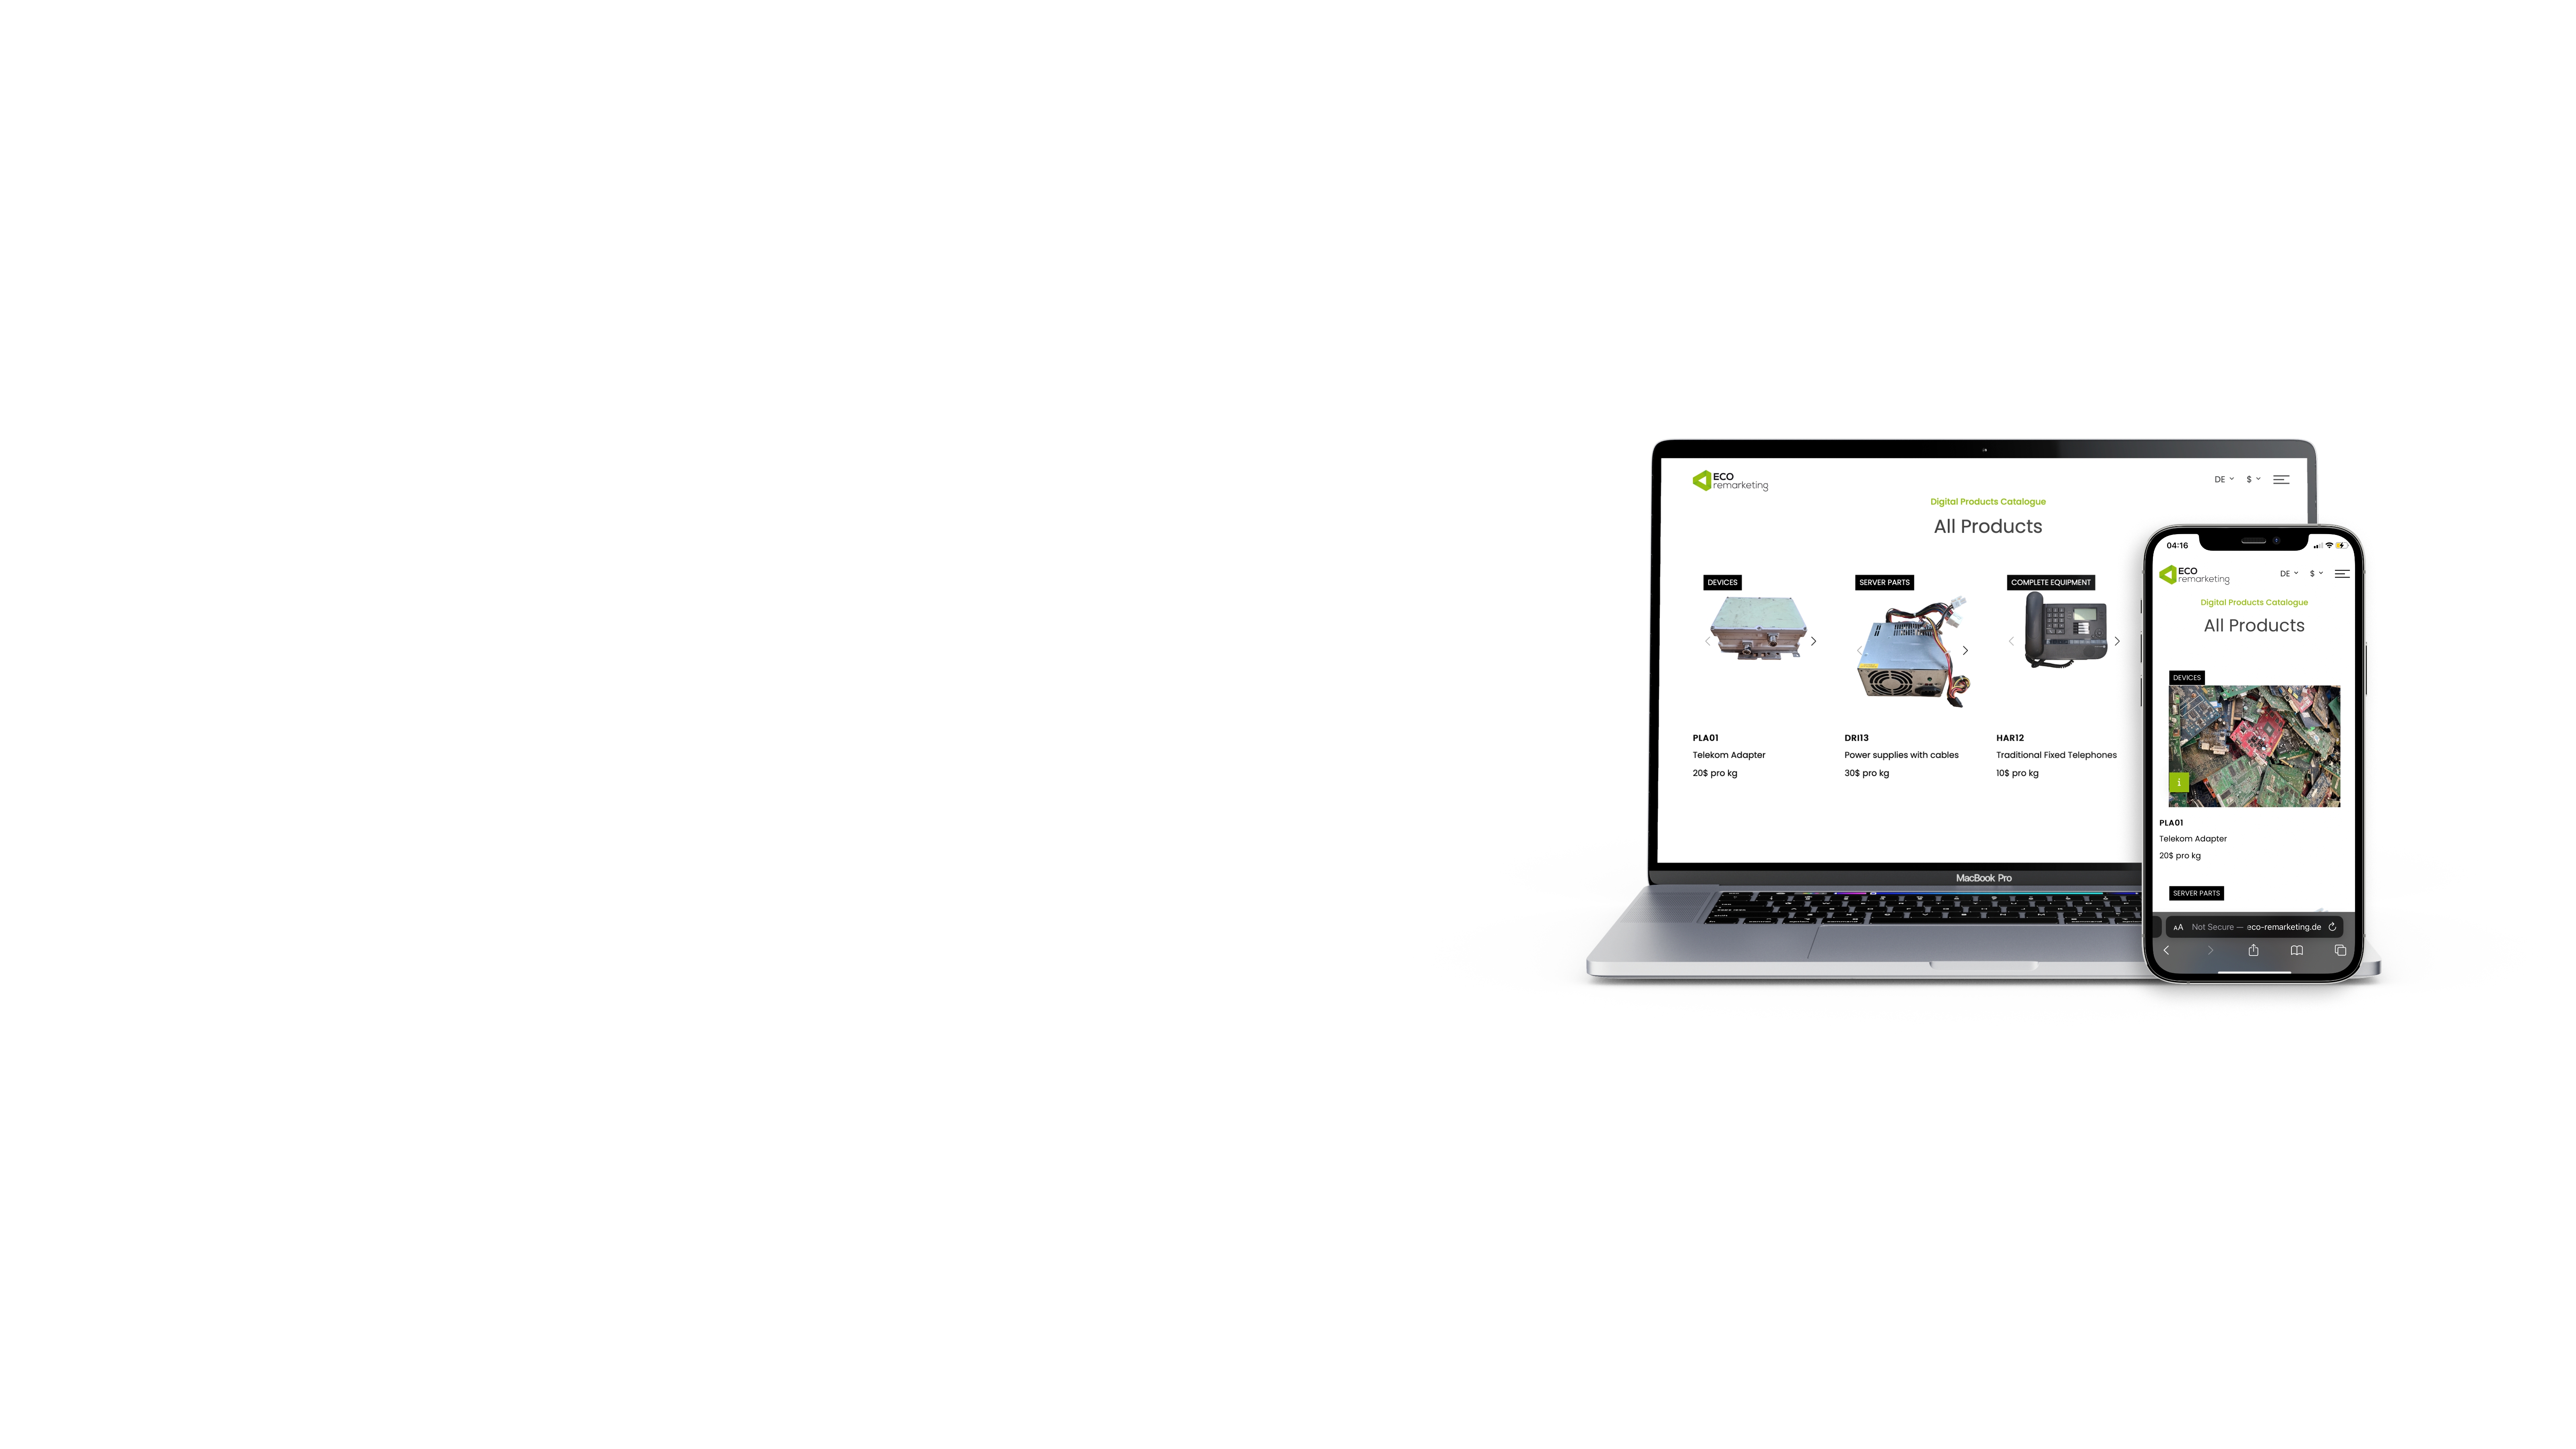 ECO
remarketing
DE $
Digital Products Catalogue
All Products
DEVICES
SERVER PARTS
COMPLETE EQUIPMENT
PLA01
Telekom Adapter
20$ pro kg
DRI13
Power supplies with cables
30$ pro kg
HAR12
Traditional Fixed Telephones
10$ pro kg
MacBook Pro
04:16
ECO
remarketing
DE $
Digital Products Catalogue
All Products
DEVICES
i
PLA01
Telekom Adapter
20$ pro kg
SERVER PARTS
AA Not Secure — eco-remarketing.de